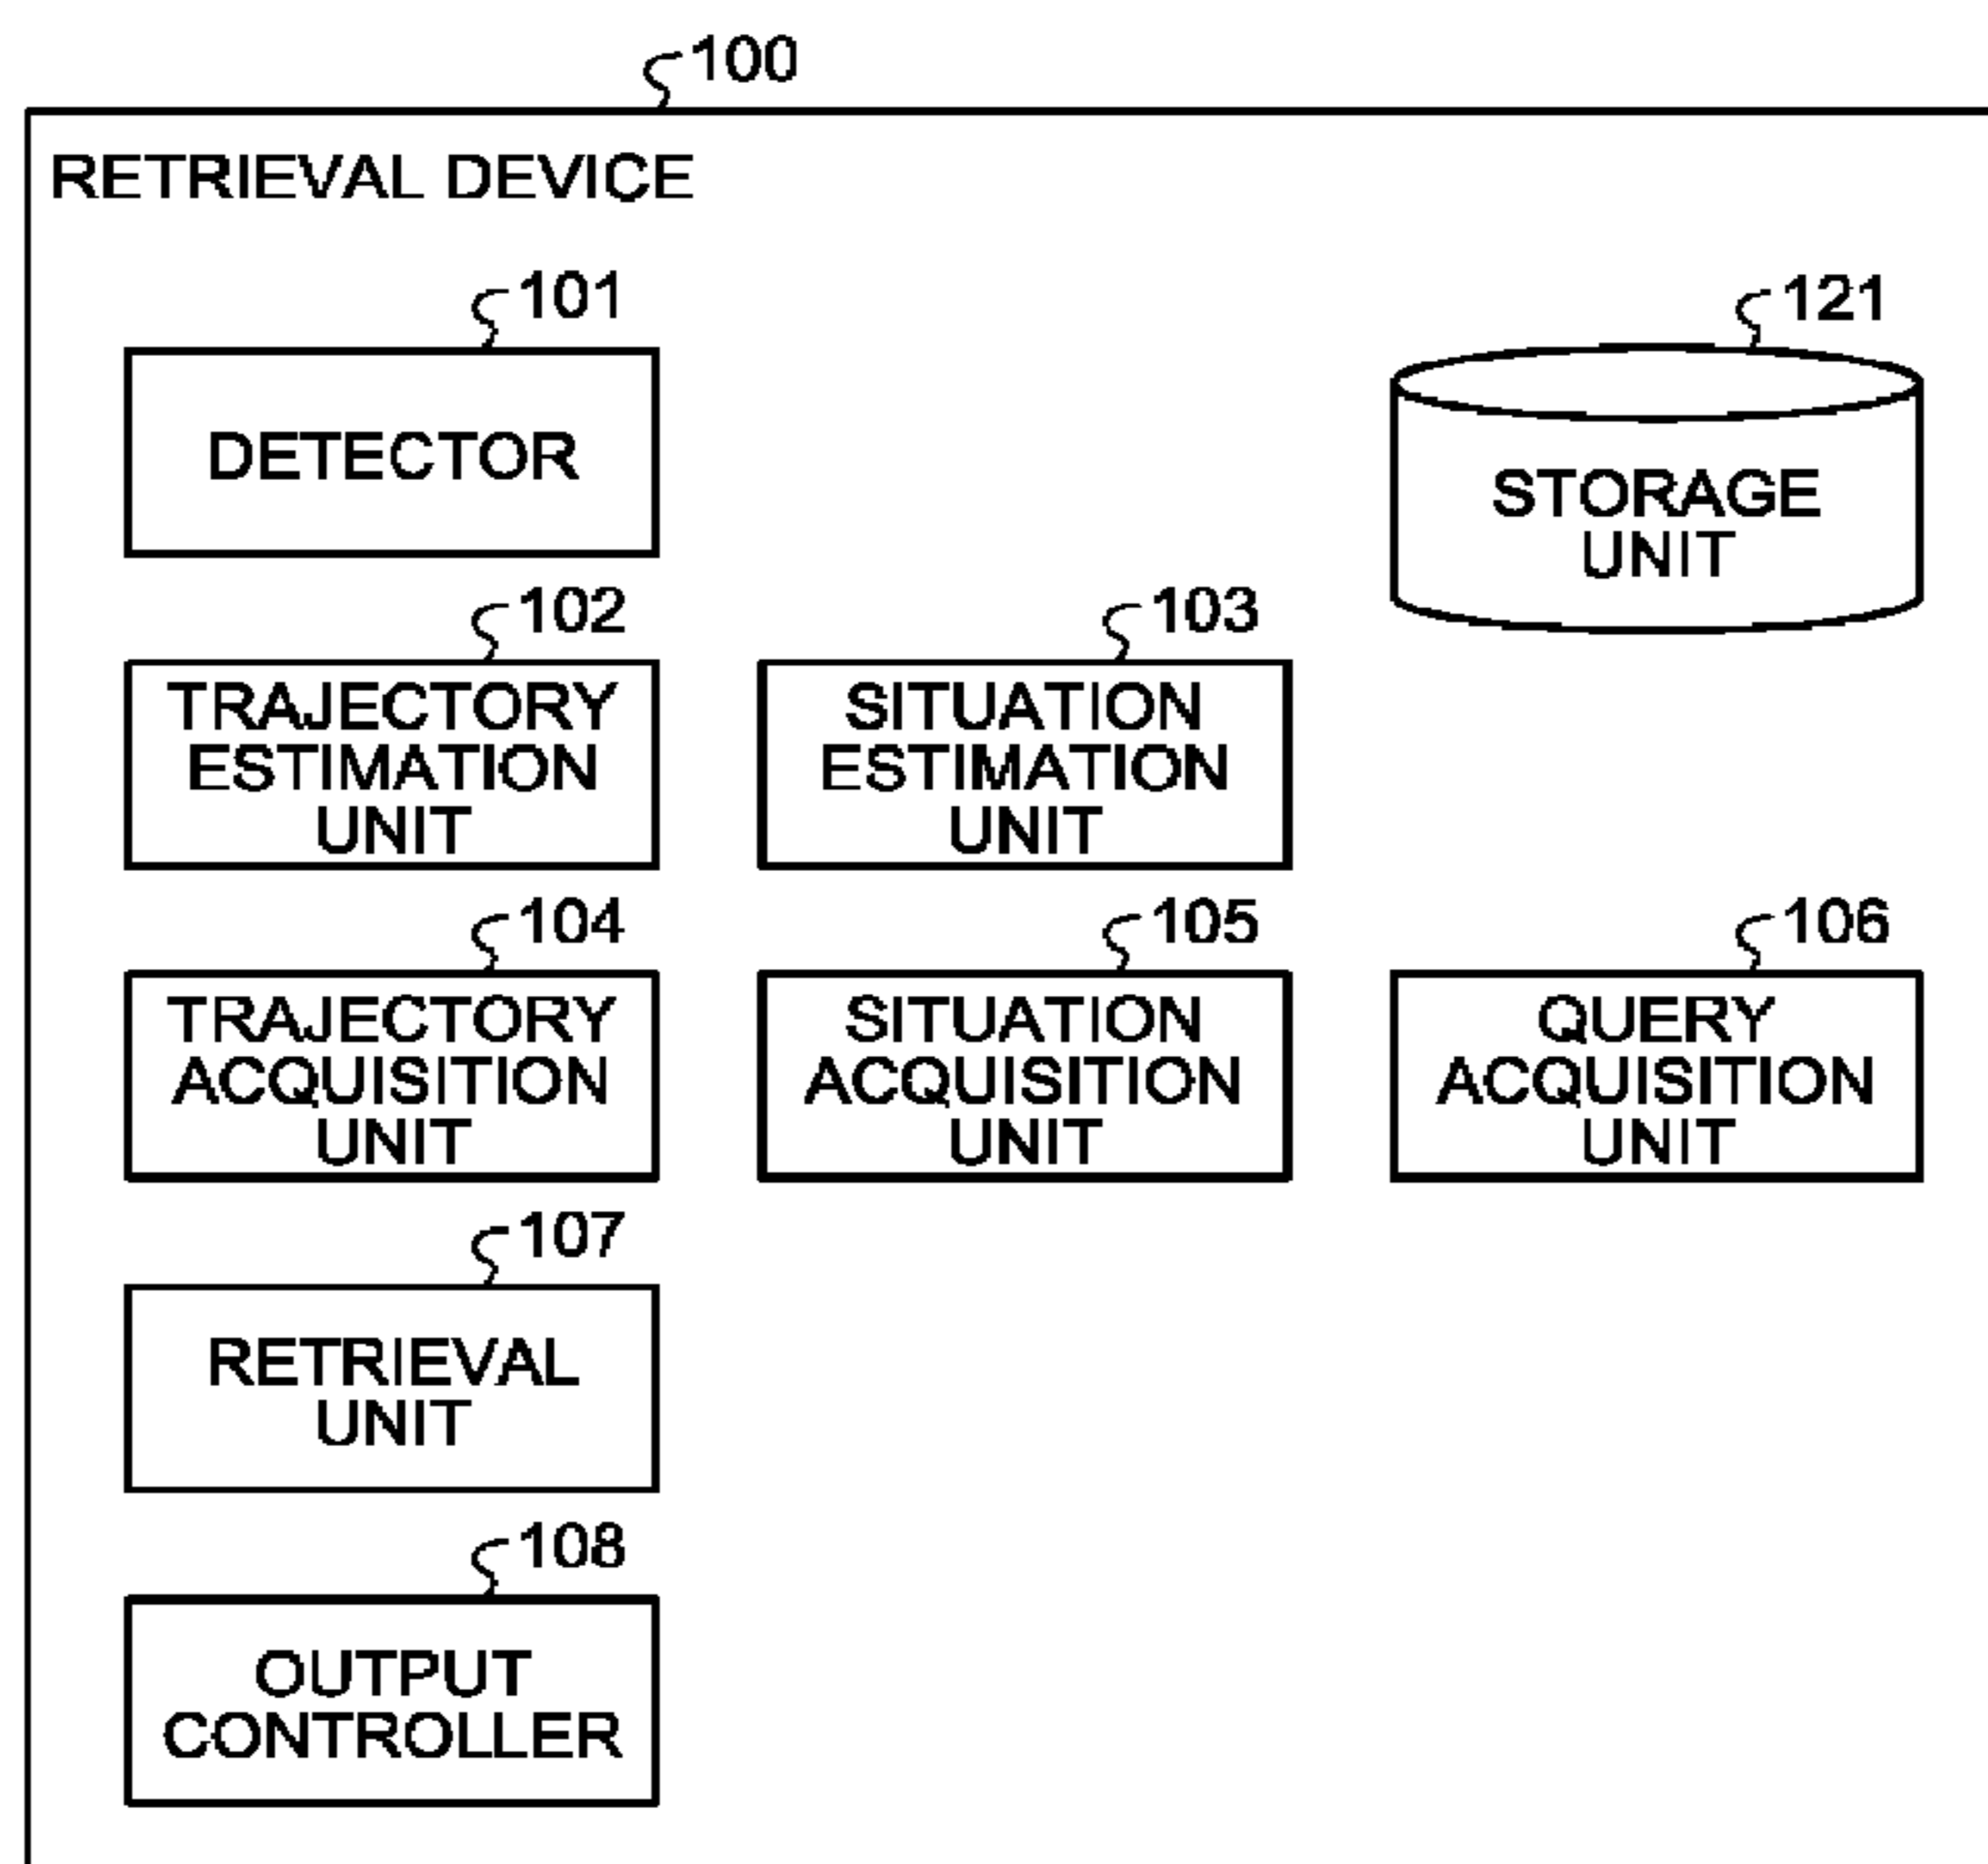 100
RETRIEVAL DEVICE
101
DETECTOR
121
STORAGE
UNIT
102
TRAJECTORY
ESTIMATION
UNIT
103
SITUATION
ESTIMATION
UNIT
104
TRAJECTORY
ACQUISITION
UNIT
105
SITUATION
ACQUISITION
UNIT
106
QUERY
ACQUISITION
UNIT
107
RETRIEVAL
UNIT
108
OUTPUT
CONTROLLER